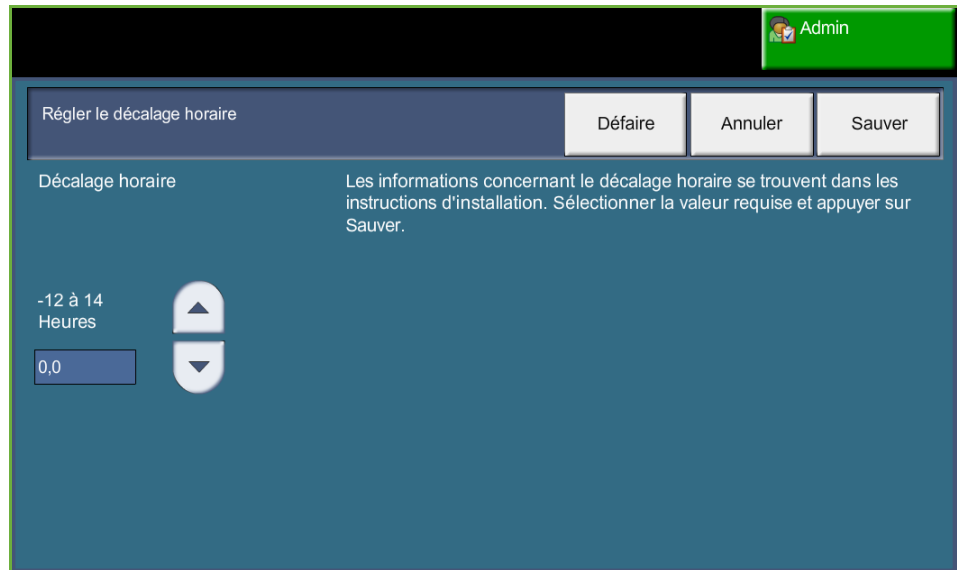 Admin
Régler le décalage horaire
Défaire
Annuler
Sauver
Décalage horaire
Les informations concernant le décalage horaire se trouvent dans les
instructions d'installation. Sélectionner la valeur requise et appuyer sur
Sauver.
-12 à 14
Heures
0,0